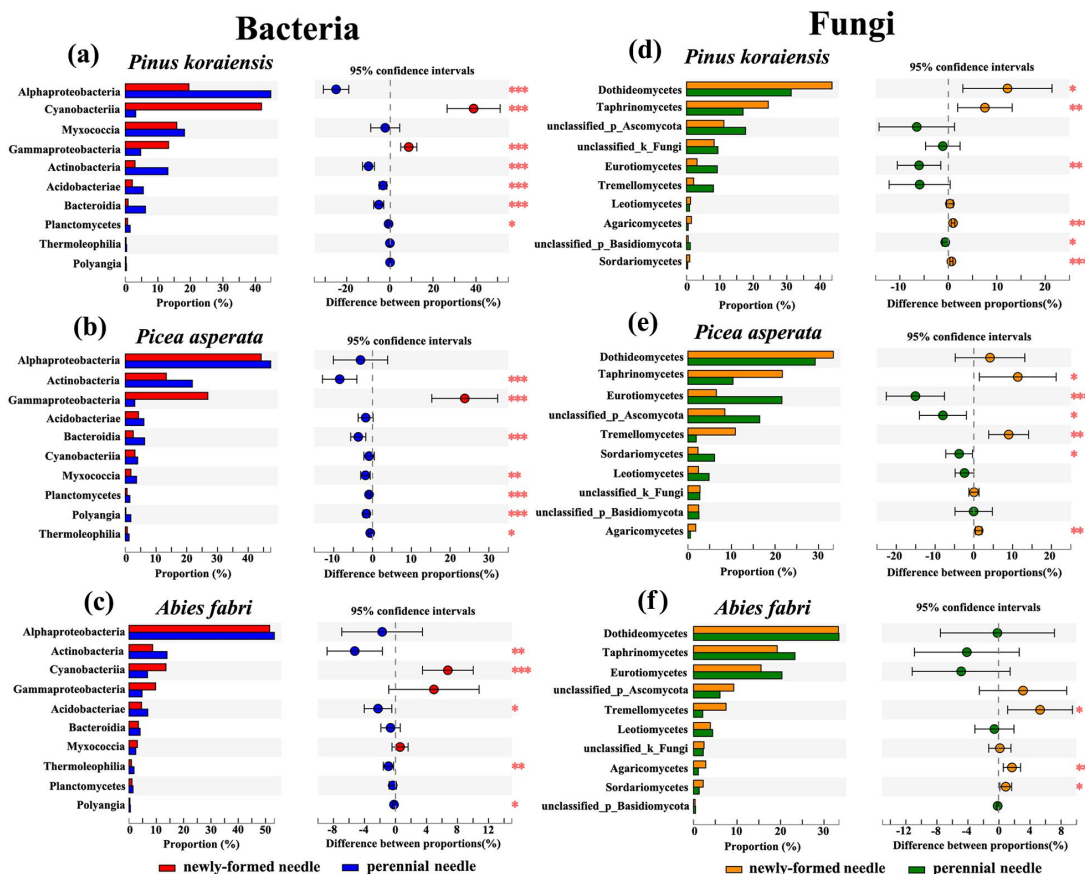 Bacteria
Fungi
(a)
Pinus koraiensis
95% confidence intervals
Alphaproteobacteria
***
Cyanobacteriia
***
Myxococcia
Gammaproteobacteria
***
Actinobacteria
***
Acidobacteriae
***
Bacteroidia
***
Planctomycetes
*
Thermoleophilia
Polyangia
0 10 20 30 40
Proportion (%)
-20 0 20 40
Difference between proportions(%)
(d)
Pinus koraiensis
95% confidence intervals
Dothideomycetes
*
Taphrinomycetes
**
unclassified_p_Ascomycota
unclassified_k_Fungi
Eurotiomycetes
**
Tremellomycetes
Leotiomycetes
Agaricomycetes
***
unclassified_p_Basidiomycota
*
Sordariomycetes
***
0 10 20 30 40
Proportion (%)
-10 0 10 20
Difference between proportions(%)
(b)
Picea asperata
95% confidence intervals
Alphaproteobacteria
Actinobacteria
***
Gammaproteobacteria
***
Acidobacteriae
Bacteroidia
***
Cyanobacteriia
Myxococcia
**
Planctomycetes
***
Polyangia
***
Thermoleophilia
*
0 10 20 30 40
Proportion (%)
-10 0 10 20 30
Difference between proportions(%)
(e)
Picea asperata
95% confidence intervals
Dothideomycetes
Taphrinomycetes
*
Eurotiomycetes
unclassified_p_Ascomycota
*
Tremellomycetes
**
Sordariomycetes
*
Leotiomycetes
unclassified_k_Fungi
unclassified_p_Basidiomycota
Agaricomycetes
0 10 20 30
Proportion (%)
-20 -10 0 10 20
Difference between proportions(%)
(c)
Abies fabri
95% confidence intervals
Alphaproteobacteria
Actinobacteria
**
Cyanobacteriia
***
Gammaproteobacteria
Acidobacteriae
*
Bacteroidia
Myxococcia
Thermoleophilia
**
Planctomycetes
Polyangia
*
0 10 20 30 40 50
Proportion (%)
-8 -4 0 4 8 12
Difference between proportions(%)
newly-formed needle perennial needle
(f)
Abies fabri
95% confidence intervals
Dothideomycetes
Taphrinomycetes
Eurotiomycetes
unclassified_p_Ascomycota
Tremellomycetes
*
Leotiomycetes
unclassified_k_Fungi
Agaricomycetes
Sordariomycetes
*
unclassified_p_Basidiomycota
0 10 20 30
Proportion (%)
-12 -8 -4 0 4 8
Difference between proportions(%)
newly-formed needle perennial needle